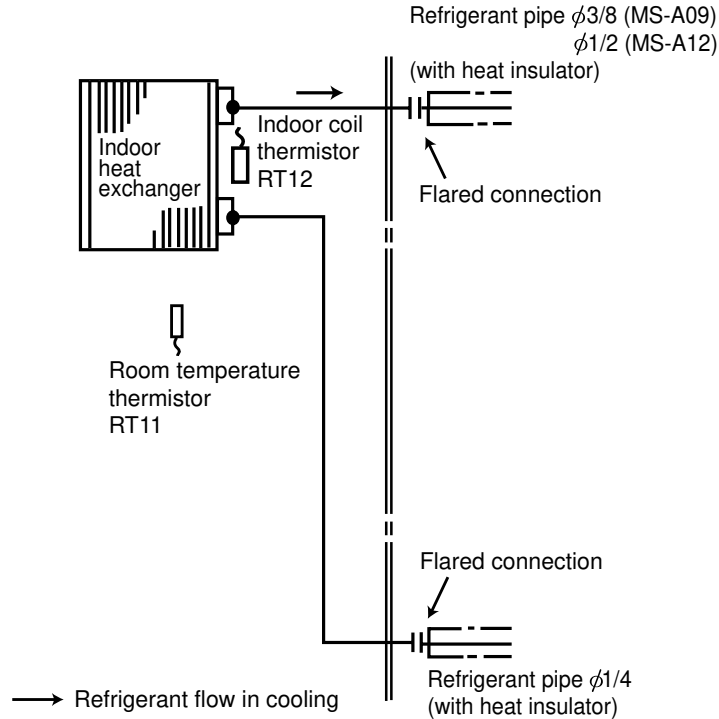 Refrigerant pipe ϕ3/8 (MS-A09)
ϕ1/2 (MS-A12)
(with heat insulator)
Indoor
heat
exchanger
Indoor coil
thermistor
RT12
Flared connection
Room temperature
thermistor
RT11
Flared connection
Refrigerant pipe ϕ1/4
(with heat insulator)
Refrigerant flow in cooling